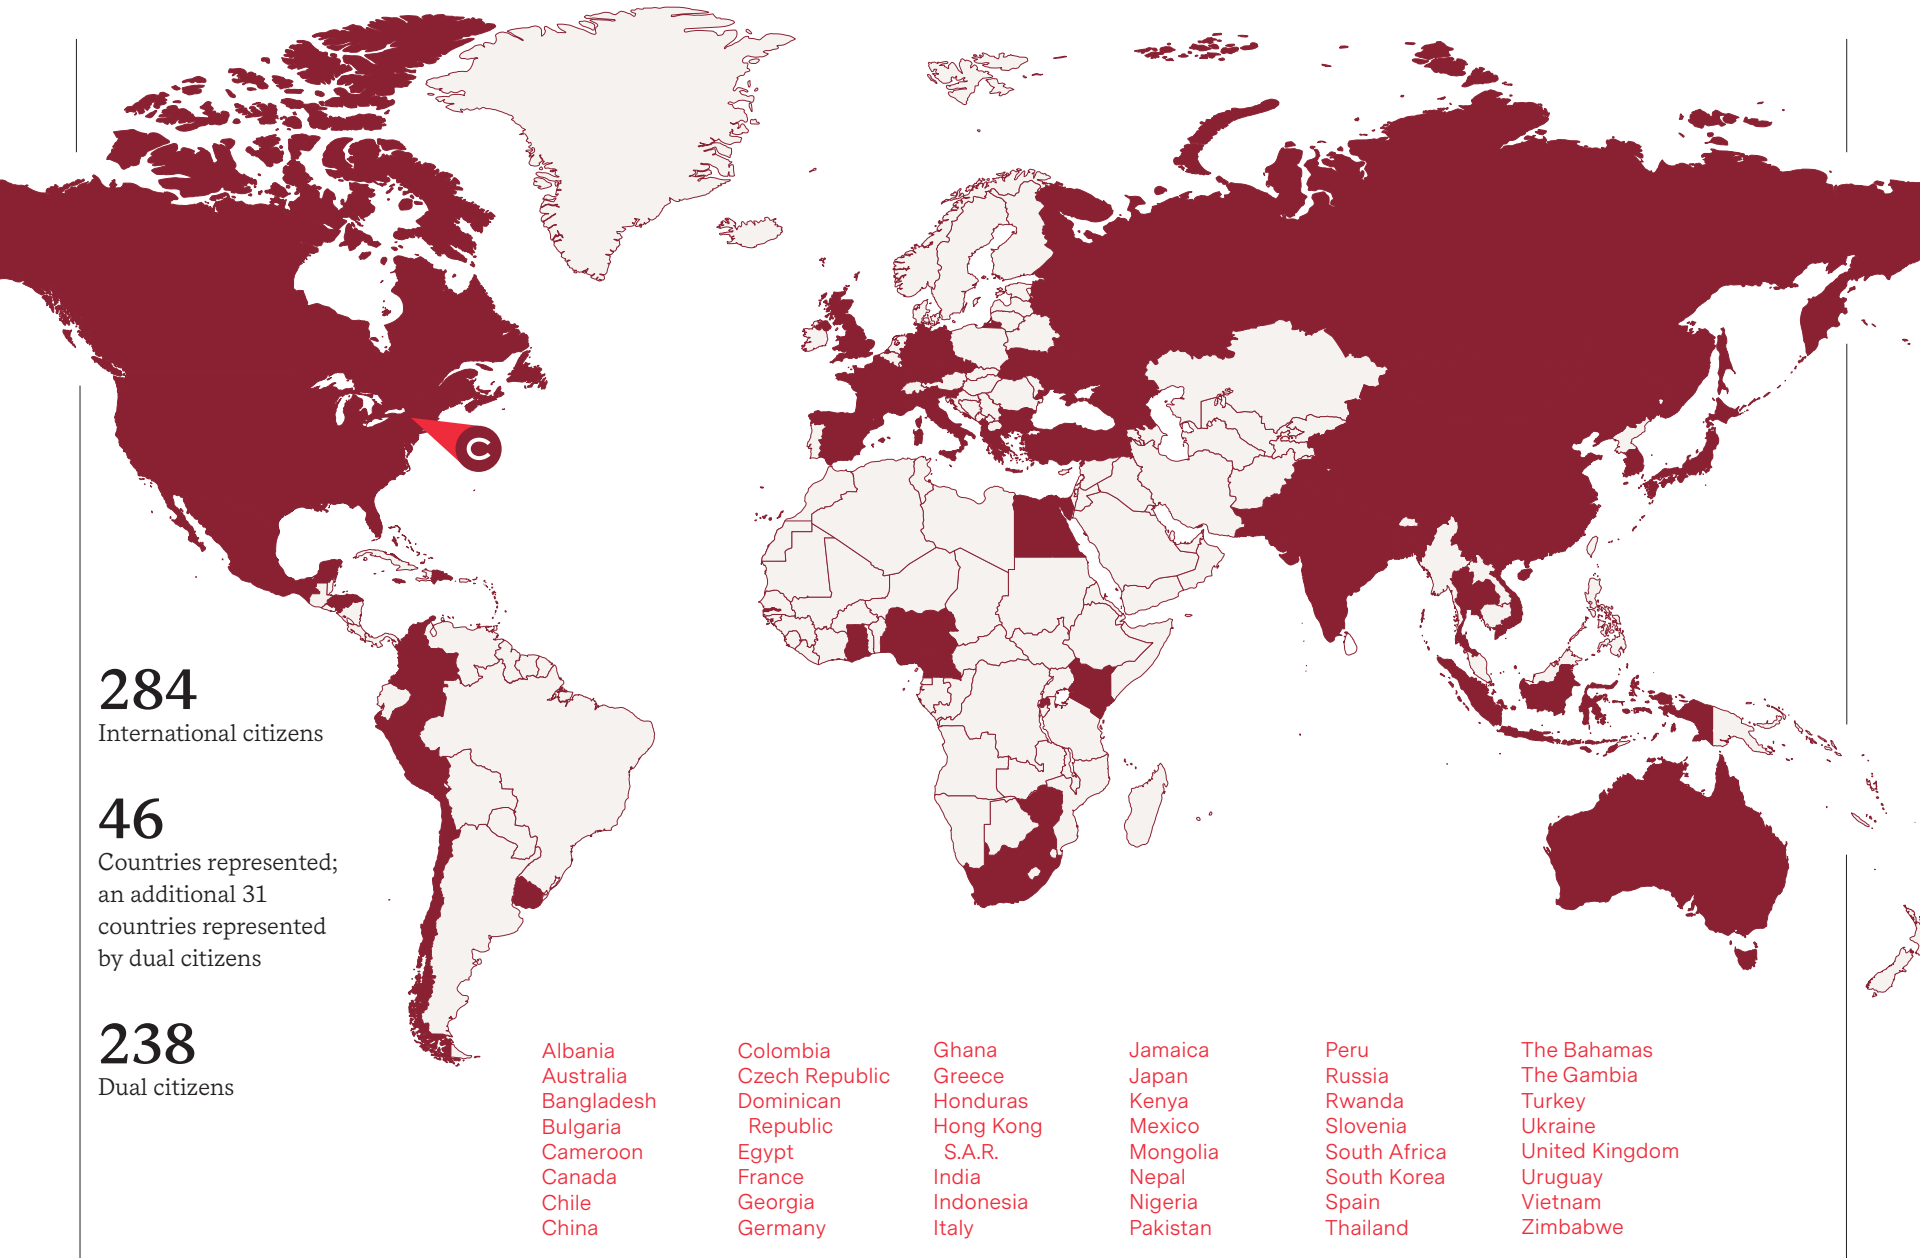 C
284
International citizens
46
Countries represented;
an additional 31
countries represented
by dual citizens
238
Dual citizens
Albania
Australia
Bangladesh
Bulgaria
Cameroon
Canada
Chile
China
Colombia
Czech Republic
Dominican
Republic
Egypt
France
Georgia
Germany
Ghana
Greece
Honduras
Hong Kong
S.A.R.
India
Indonesia
Italy
Jamaica
Japan
Kenya
Mexico
Mongolia
Nepal
Nigeria
Pakistan
Peru
Russia
Rwanda
Slovenia
South Africa
South Korea
Spain
Thailand
The Bahamas
The Gambia
Turkey
Ukraine
United Kingdom
Uruguay
Vietnam
Zimbabwe